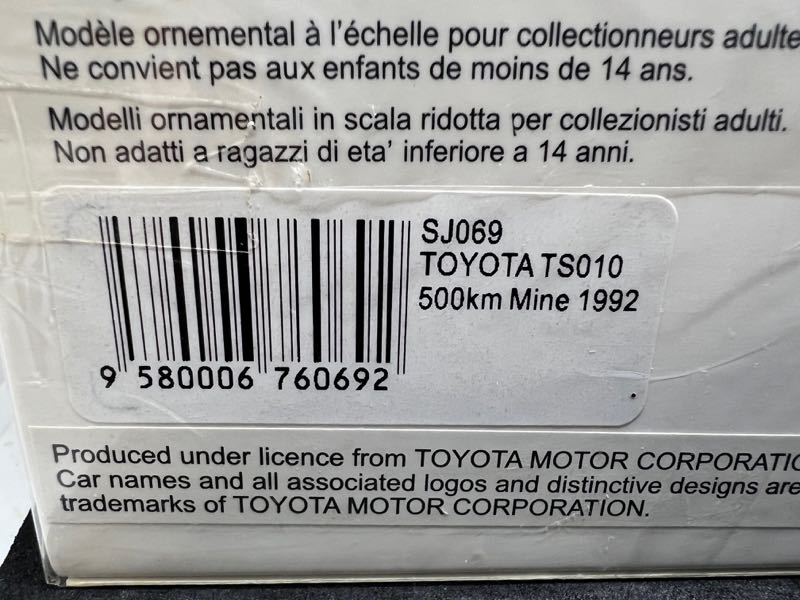 Modèle ornemental à l'échelle pour collectionneurs adulte
Ne convient pas aux enfants de moins de 14 ans.
Modelli ornamentali in scala ridotta per collezionisti adulti.
Non adatti a ragazzi di eta' inferiore a 14 anni.
SJ069
TOYOTA TS010
500km Mine 1992
9 580006 760692
Produced under licence from TOYOTA MOTOR CORPORATIO
Car names and all associated logos and distinctive designs are
trademarks of TOYOTA MOTOR CORPORATION.